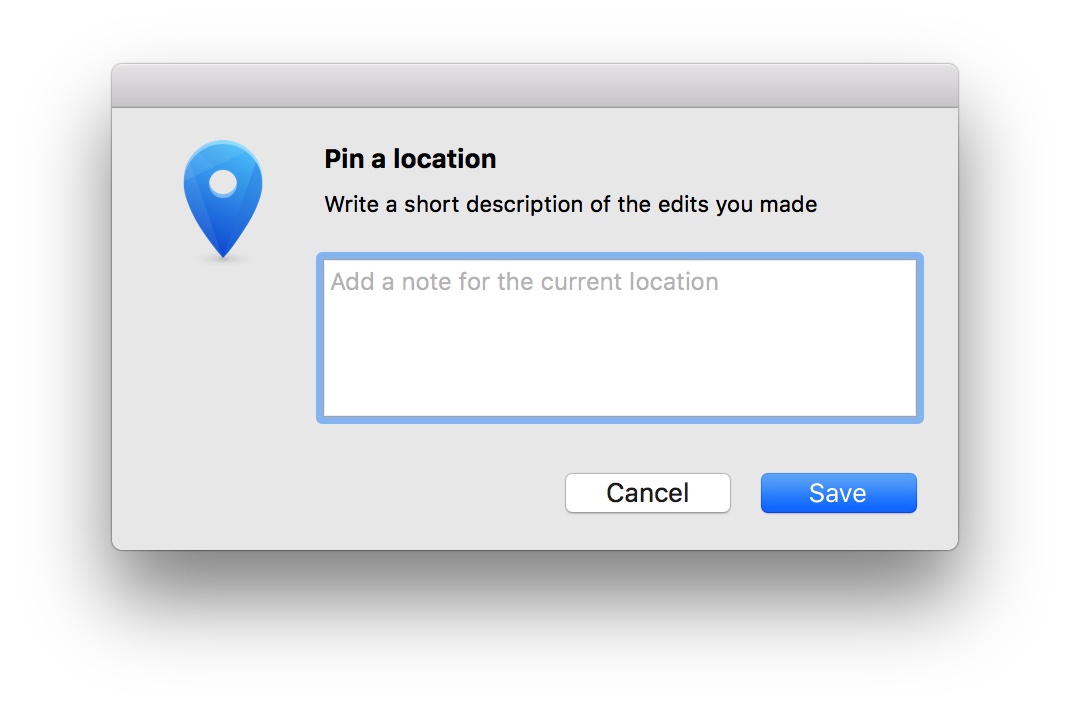 Pin a location
Write a short description of the edits you made
Add a note for the current location
Cancel
Save